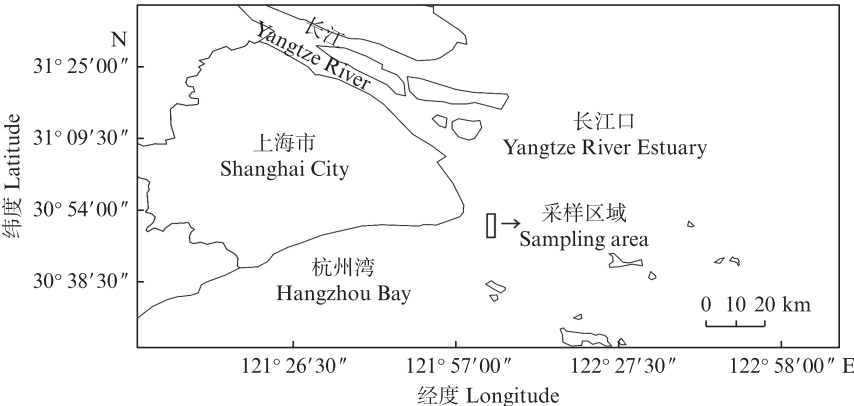 N
长江
Yangtze River
31° 25′00″
31° 09′30″
30° 54′00″
30° 38′30″
纬度 Latitude
上海市
Shanghai City
长江口
Yangtze River Estuary
采样区域
Sampling area
杭州湾
Hangzhou Bay
0 10 20 km
121° 26′30″
121° 57′00″
122° 27′30″
122° 58′00″ E
经度 Longitude